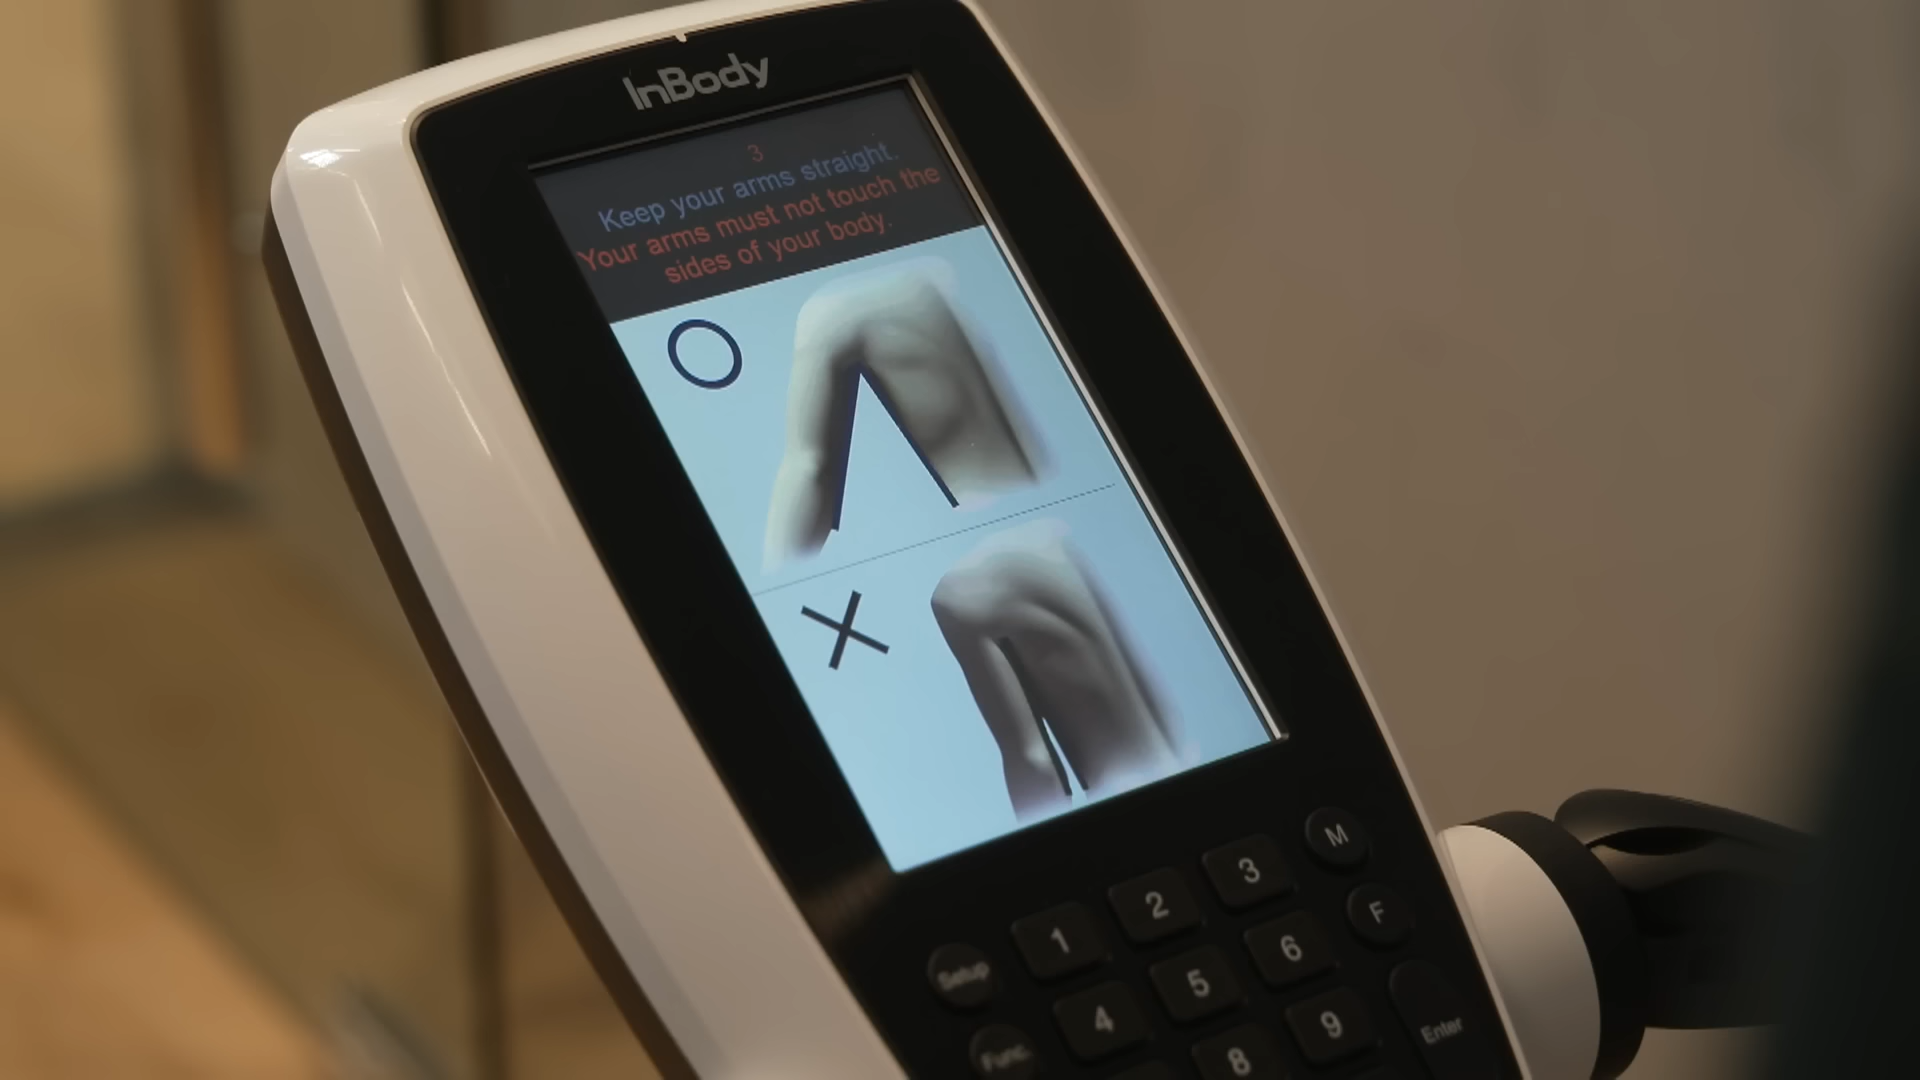 InBody
3
Keep your arms straight.
Your arms must not touch the
sides of your body.
1 2 3 M
Setup 4 5 6 F
Func. 8 9 Enter